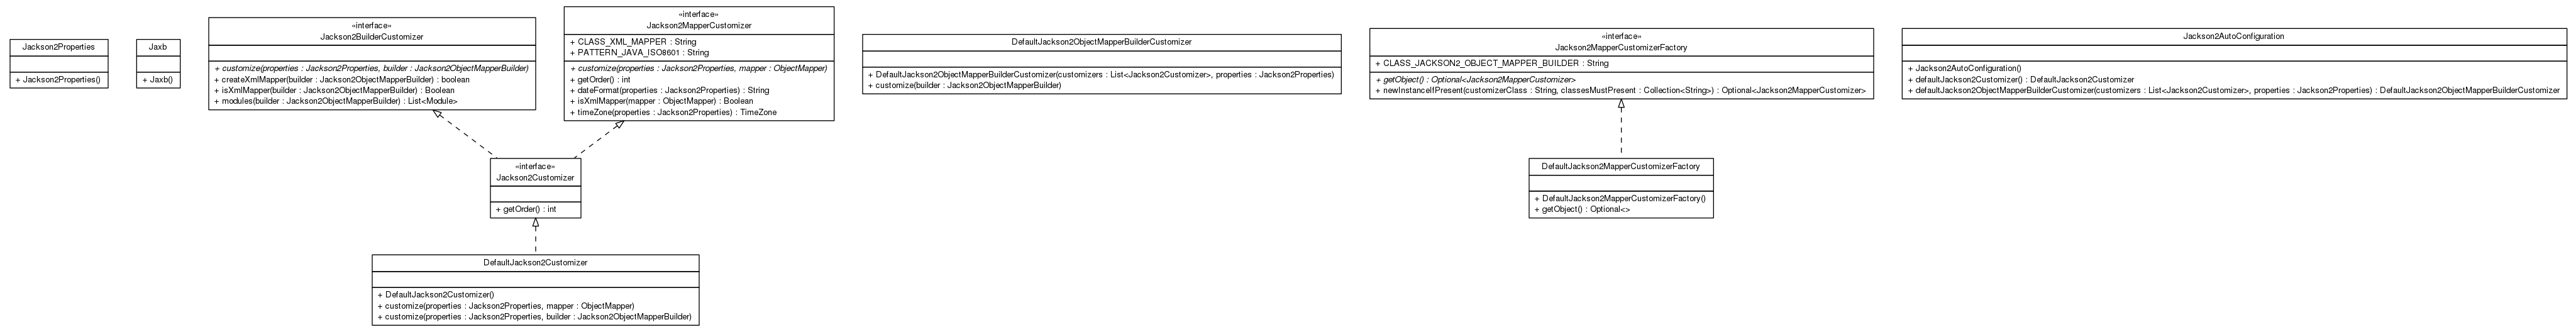 Jackson2Properties
+ Jackson2Properties()
Jaxb
+ Jaxb()
«interface»
Jackson2BuilderCustomizer
+ customize(properties : Jackson2Properties, builder : Jackson2ObjectMapperBuilder)
+ createXmlMapper(builder : Jackson2ObjectMapperBuilder) : boolean
+ isXmlMapper(builder : Jackson2ObjectMapperBuilder) : Boolean
+ modules(builder : Jackson2ObjectMapperBuilder) : List<Module>
«interface»
Jackson2MapperCustomizer
+ CLASS_XML_MAPPER : String
+ PATTERN_JAVA_ISO8601 : String
+ customize(properties : Jackson2Properties, mapper : ObjectMapper)
+ getOrder() : int
+ dateFormat(properties : Jackson2Properties) : String
+ isXmlMapper(mapper : ObjectMapper) : Boolean
+ timeZone(properties : Jackson2Properties) : TimeZone
DefaultJackson2ObjectMapperBuilderCustomizer
+ DefaultJackson2ObjectMapperBuilderCustomizer(customizers : List<Jackson2Customizer>, properties : Jackson2Properties)
+ customize(builder : Jackson2ObjectMapperBuilder)
«interface»
Jackson2MapperCustomizerFactory
+ CLASS_JACKSON2_OBJECT_MAPPER_BUILDER : String
+ getObject() : Optional<Jackson2MapperCustomizer>
+ newInstanceIfPresent(customizerClass : String, classesMustPresent : Collection<String>) : Optional<Jackson2MapperCustomizer>
Jackson2AutoConfiguration
+ Jackson2AutoConfiguration()
+ defaultJackson2Customizer() : DefaultJackson2Customizer
+ defaultJackson2ObjectMapperBuilderCustomizer(customizers : List<Jackson2Customizer>, properties : Jackson2Properties) : DefaultJackson2ObjectMapperBuilderCustomizer
«interface»
Jackson2Customizer
+ getOrder() : int
DefaultJackson2MapperCustomizerFactory
+ DefaultJackson2MapperCustomizerFactory()
+ getObject() : Optional<>
DefaultJackson2Customizer
+ DefaultJackson2Customizer()
+ customize(properties : Jackson2Properties, mapper : ObjectMapper)
+ customize(properties : Jackson2Properties, builder : Jackson2ObjectMapperBuilder)